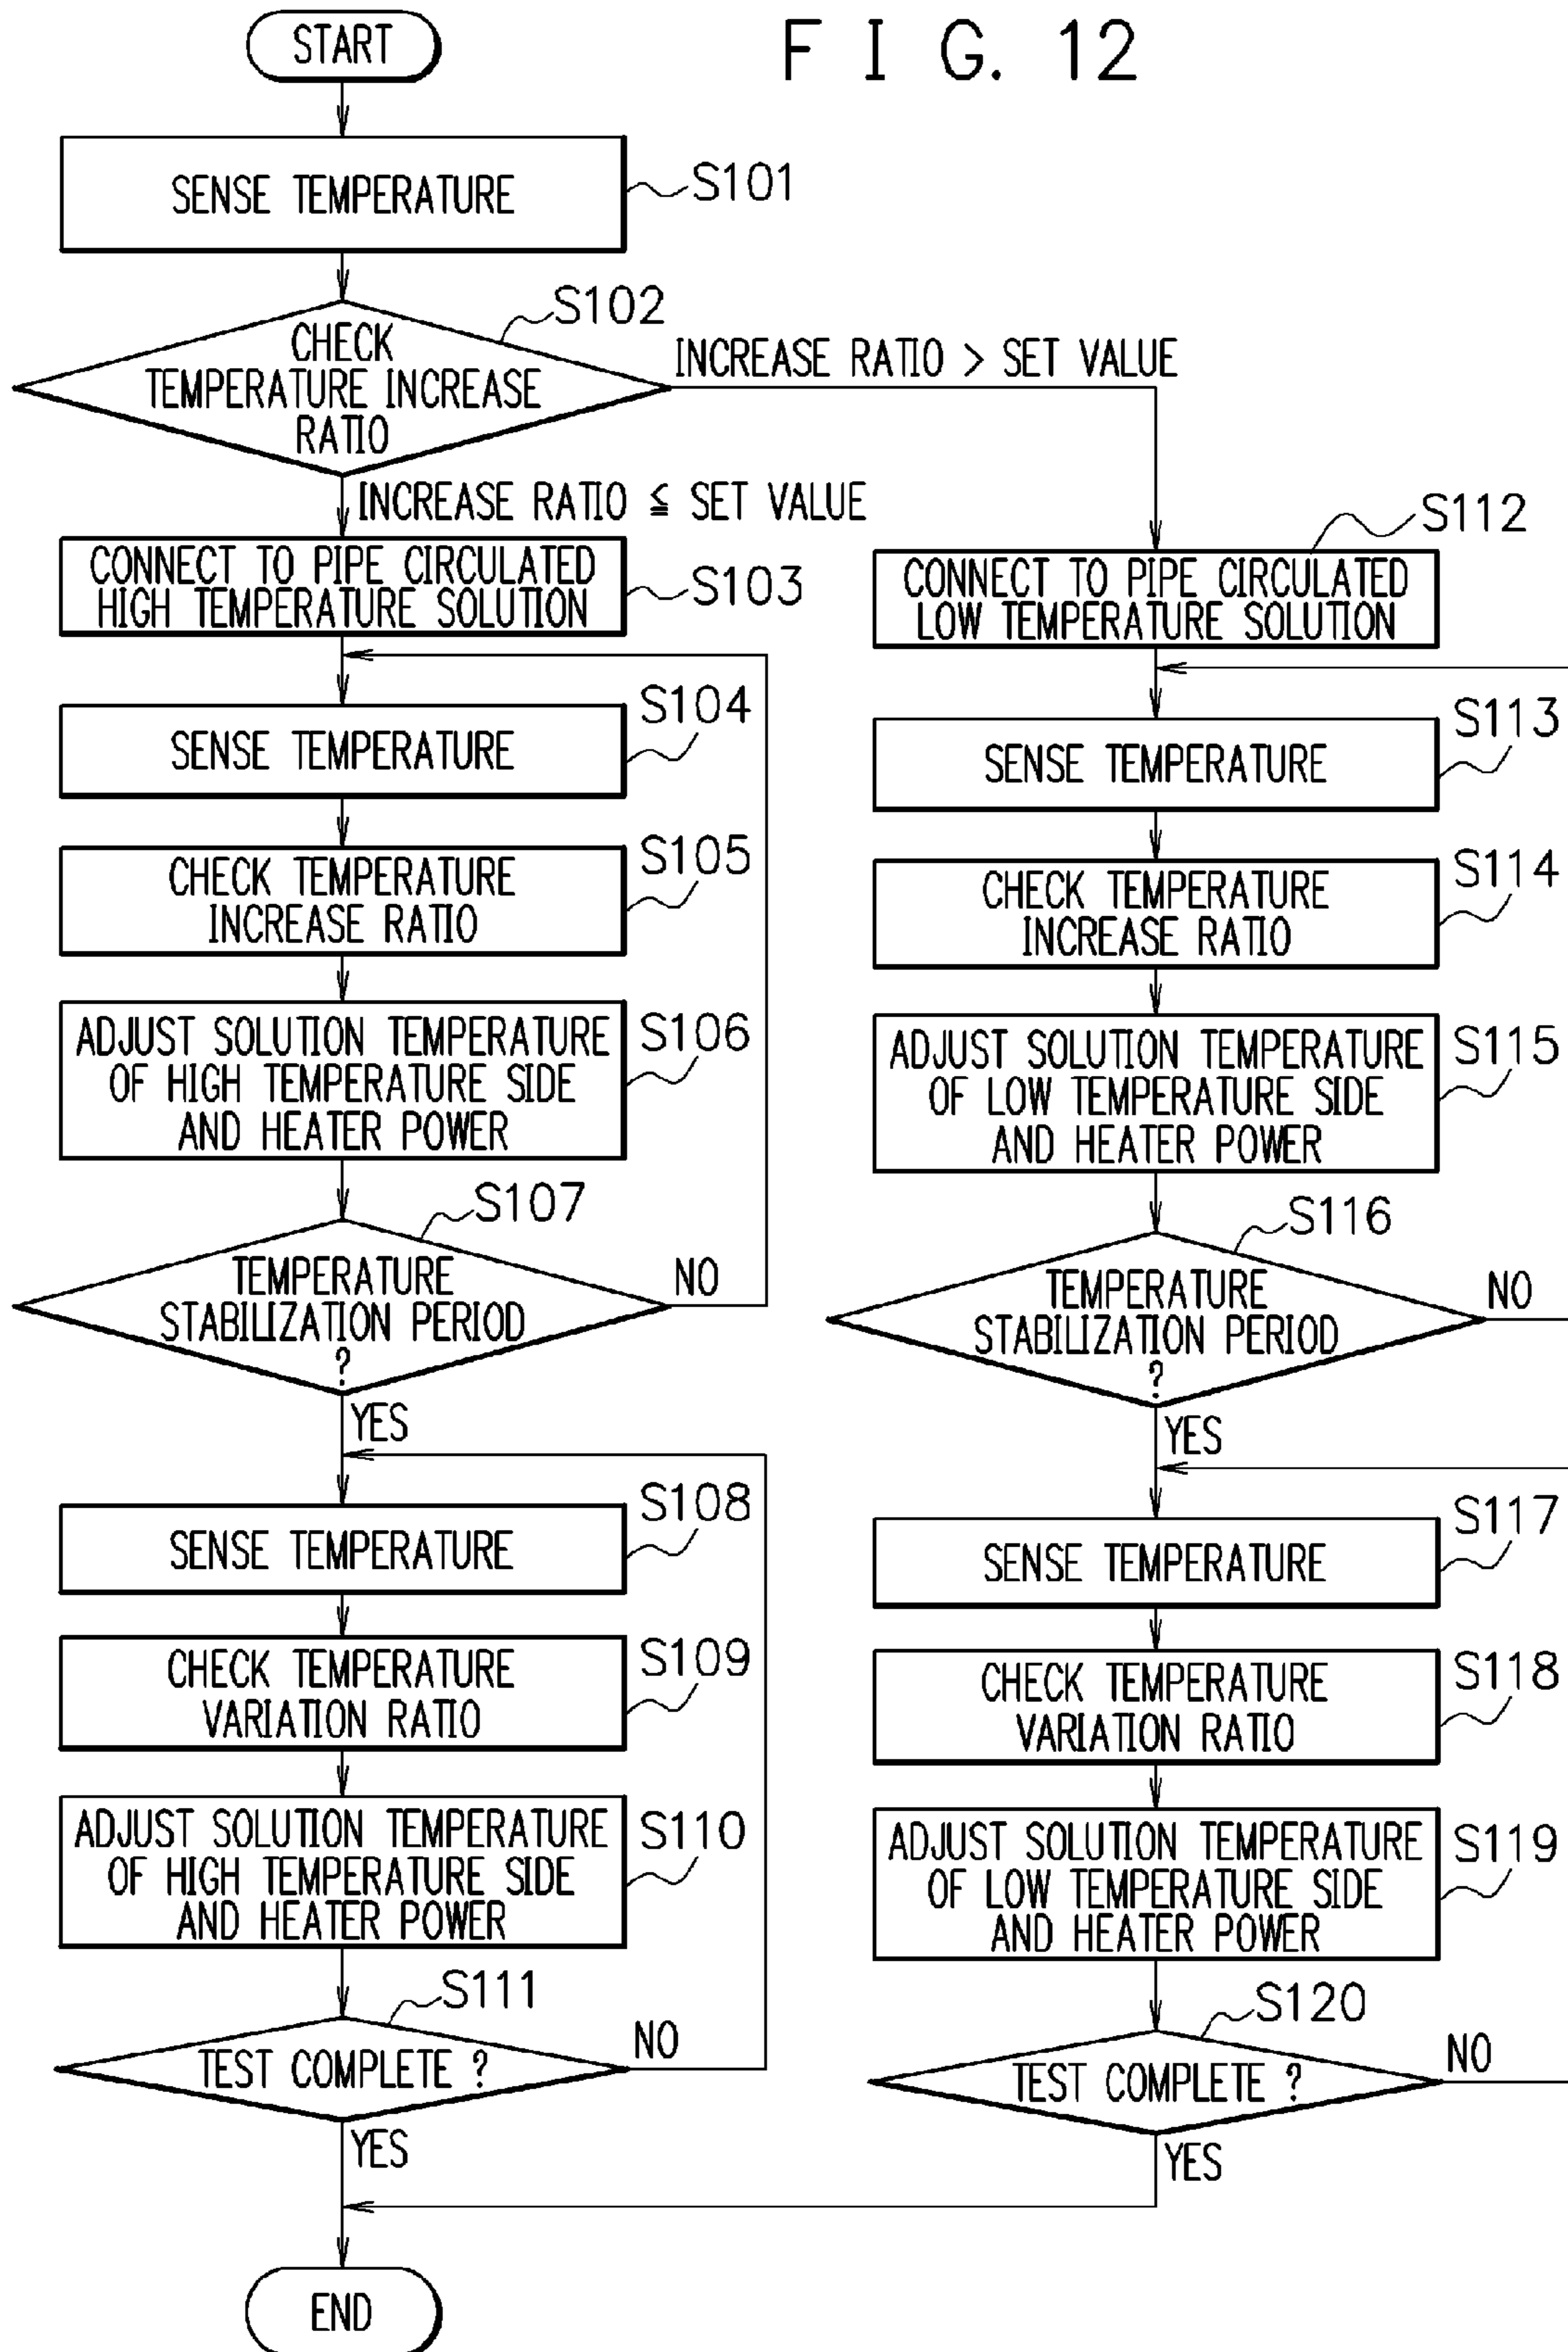 START
F I G. 12
SENSE TEMPERATURE
S101
S102
CHECK
TEMPERATURE INCREASE
RATIO
INCREASE RATIO > SET VALUE
INCREASE RATIO ≦ SET VALUE
CONNECT TO PIPE CIRCULATED
HIGH TEMPERATURE SOLUTION
S103
SENSE TEMPERATURE
S104
CHECK TEMPERATURE
INCREASE RATIO
S105
ADJUST SOLUTION TEMPERATURE
OF HIGH TEMPERATURE SIDE
AND HEATER POWER
S106
S107
TEMPERATURE
STABILIZATION PERIOD
?
NO
YES
SENSE TEMPERATURE
S108
CHECK TEMPERATURE
VARIATION RATIO
S109
ADJUST SOLUTION TEMPERATURE
OF HIGH TEMPERATURE SIDE
AND HEATER POWER
S110
S111
TEST COMPLETE ?
NO
YES
END
S112
CONNECT TO PIPE CIRCULATED
LOW TEMPERATURE SOLUTION
S113
SENSE TEMPERATURE
S114
CHECK TEMPERATURE
INCREASE RATIO
S115
ADJUST SOLUTION TEMPERATURE
OF LOW TEMPERATURE SIDE
AND HEATER POWER
S116
TEMPERATURE
STABILIZATION PERIOD
?
NO
YES
S117
SENSE TEMPERATURE
S118
CHECK TEMPERATURE
VARIATION RATIO
S119
ADJUST SOLUTION TEMPERATURE
OF LOW TEMPERATURE SIDE
AND HEATER POWER
S120
TEST COMPLETE ?
NO
YES